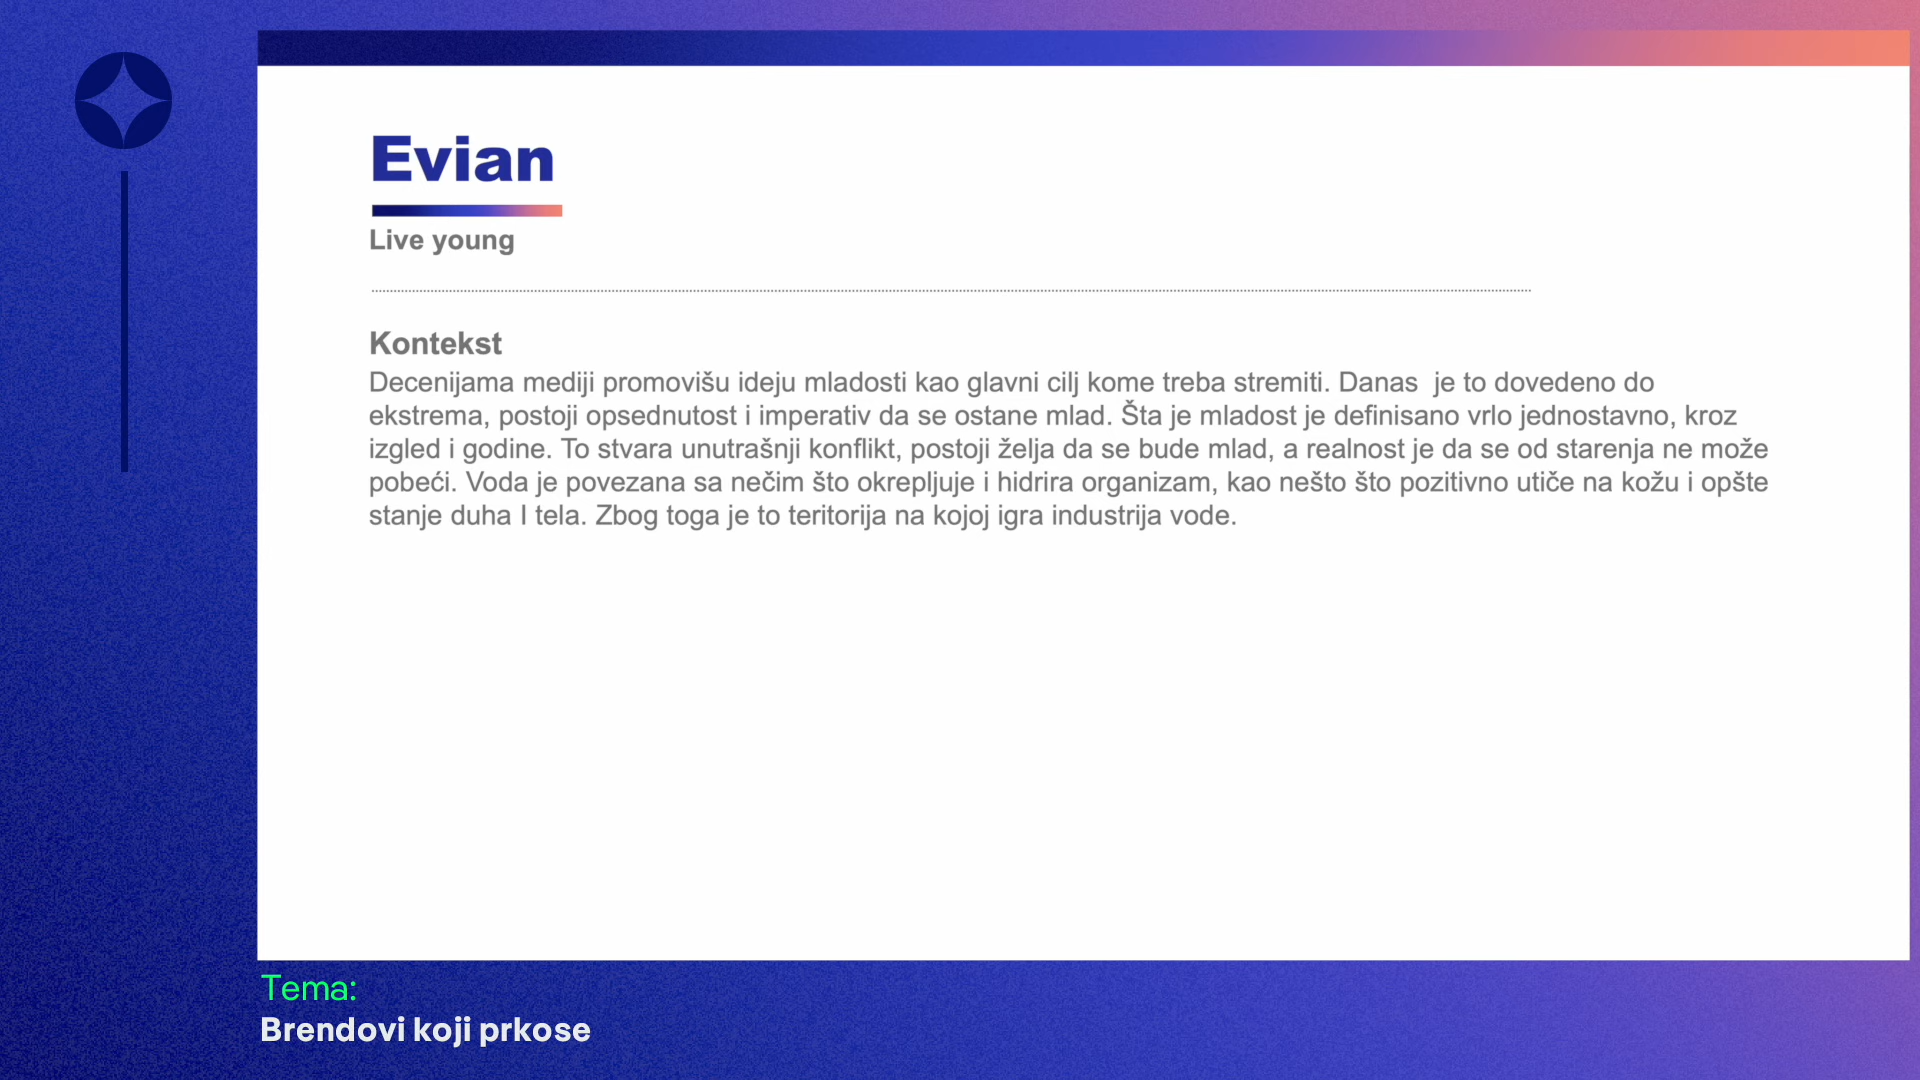 Evian
Live young
Kontekst
Decenijama mediji promovišu ideju mladosti kao glavni cilj kome treba stremiti. Danas  je to dovedeno do
ekstrema, postoji opsednutost i imperativ da se ostane mlad. Šta je mladost je definisano vrlo jednostavno, kroz
izgled i godine. To stvara unutrašnji konflikt, postoji želja da se bude mlad, a realnost je da se od starenja ne može
pobeći. Voda je povezana sa nečim što okrepljuje i hidrira organizam, kao nešto što pozitivno utiče na kožu i opšte
stanje duha I tela. Zbog toga je to teritorija na kojoj igra industrija vode.
Tema:
Brendovi koji prkose